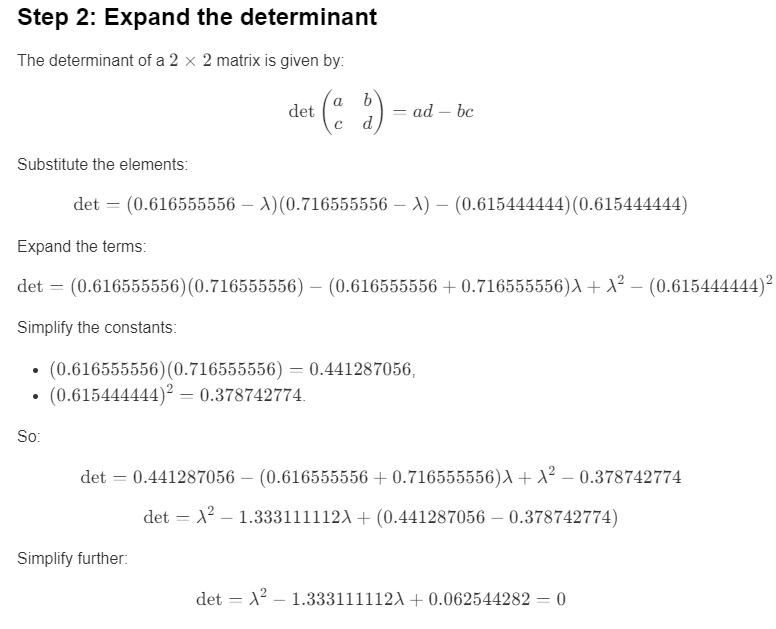 Step 2: Expand the determinant
The determinant of a 2 × 2 matrix is given by:
det ( a b
c d ) = ad − bc
Substitute the elements:
det = (0.616555556 − λ)(0.716555556 − λ) − (0.615444444)(0.615444444)
Expand the terms:
det = (0.616555556)(0.716555556) − (0.616555556 + 0.716555556)λ + λ² − (0.615444444)²
Simplify the constants:
• (0.616555556)(0.716555556) = 0.441287056,
• (0.615444444)² = 0.378742774.
So:
det = 0.441287056 − (0.616555556 + 0.716555556)λ + λ² − 0.378742774
det = λ² − 1.333111112λ + (0.441287056 − 0.378742774)
Simplify further:
det = λ² − 1.333111112λ + 0.062544282 = 0